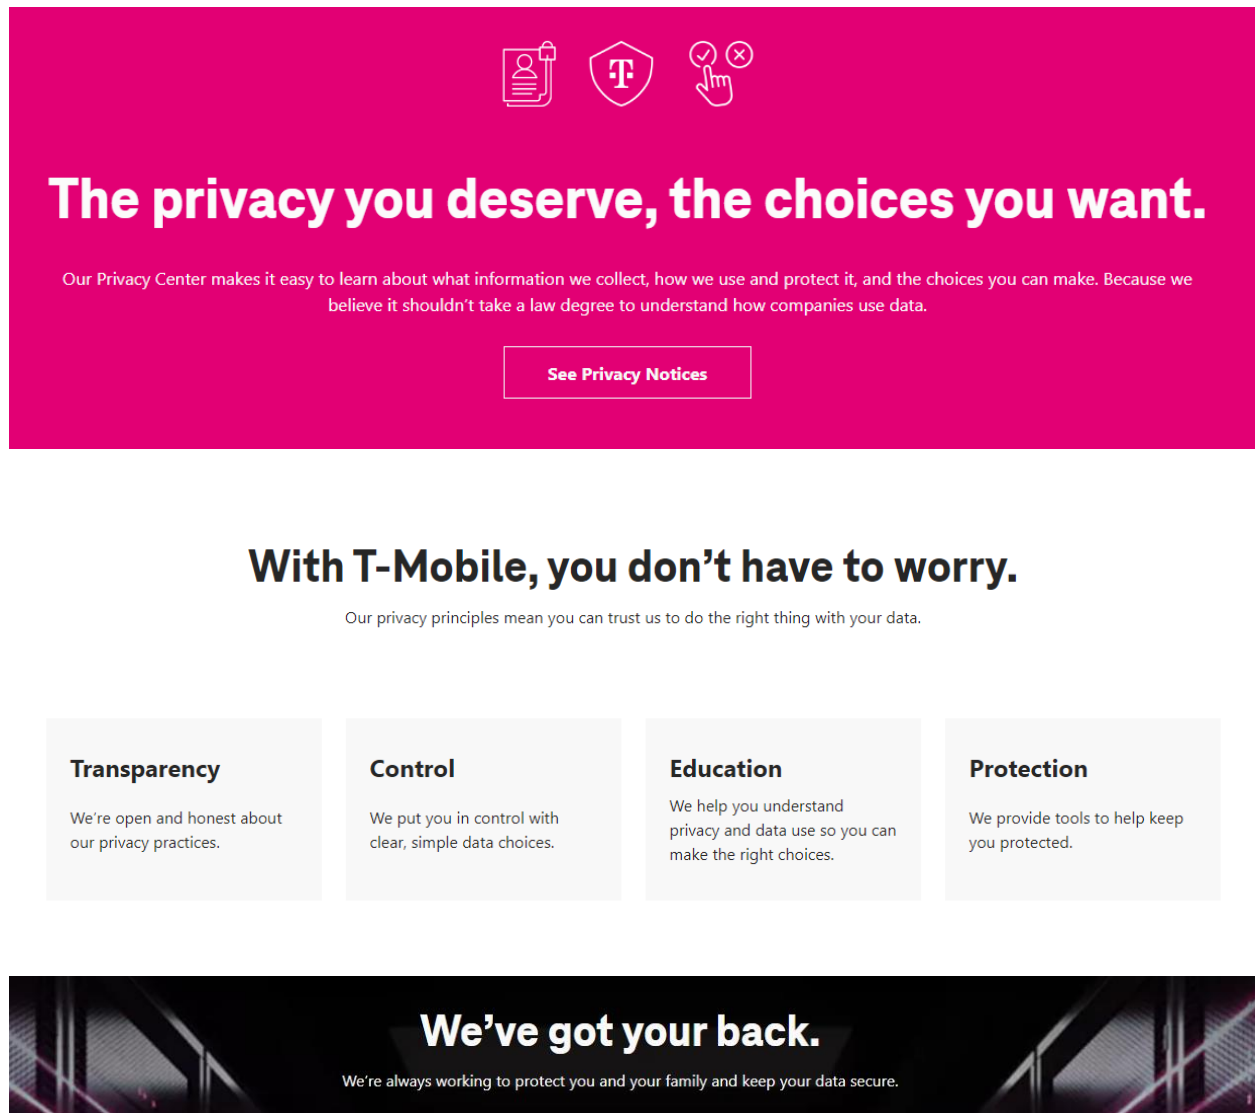 T
The privacy you deserve, the choices you want.
Our Privacy Center makes it easy to learn about what information we collect, how we use and protect it, and the choices you can make. Because we
believe it shouldn't take a law degree to understand how companies use data.
See Privacy Notices
With T-Mobile, you don’t have to worry.
Our privacy principles mean you can trust us to do the right thing with your data.
Transparency
We’re open and honest about
our privacy practices.
Control
We put you in control with
clear, simple data choices.
Education
We help you understand
privacy and data use so you can
make the right choices.
Protection
We provide tools to help keep
you protected.
We’ve got your back.
We’re always working to protect you and your family and keep your data secure.